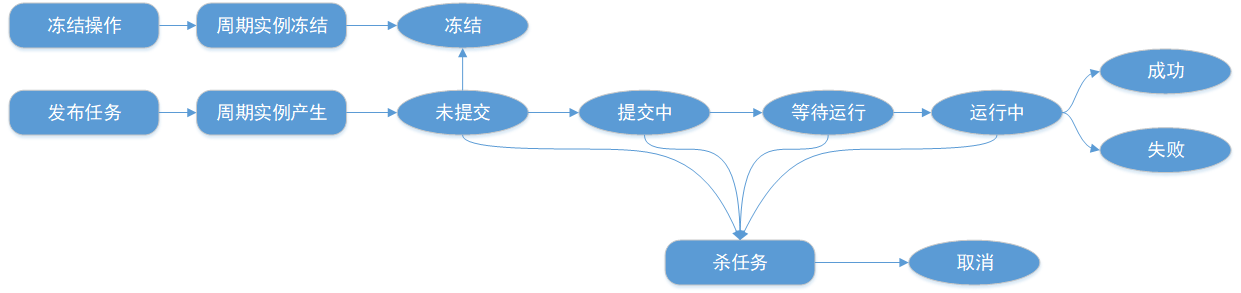 冻结操作
周期实例冻结
冻结
发布任务
周期实例产生
未提交
提交中
等待运行
运行中
成功
失败
杀任务
取消